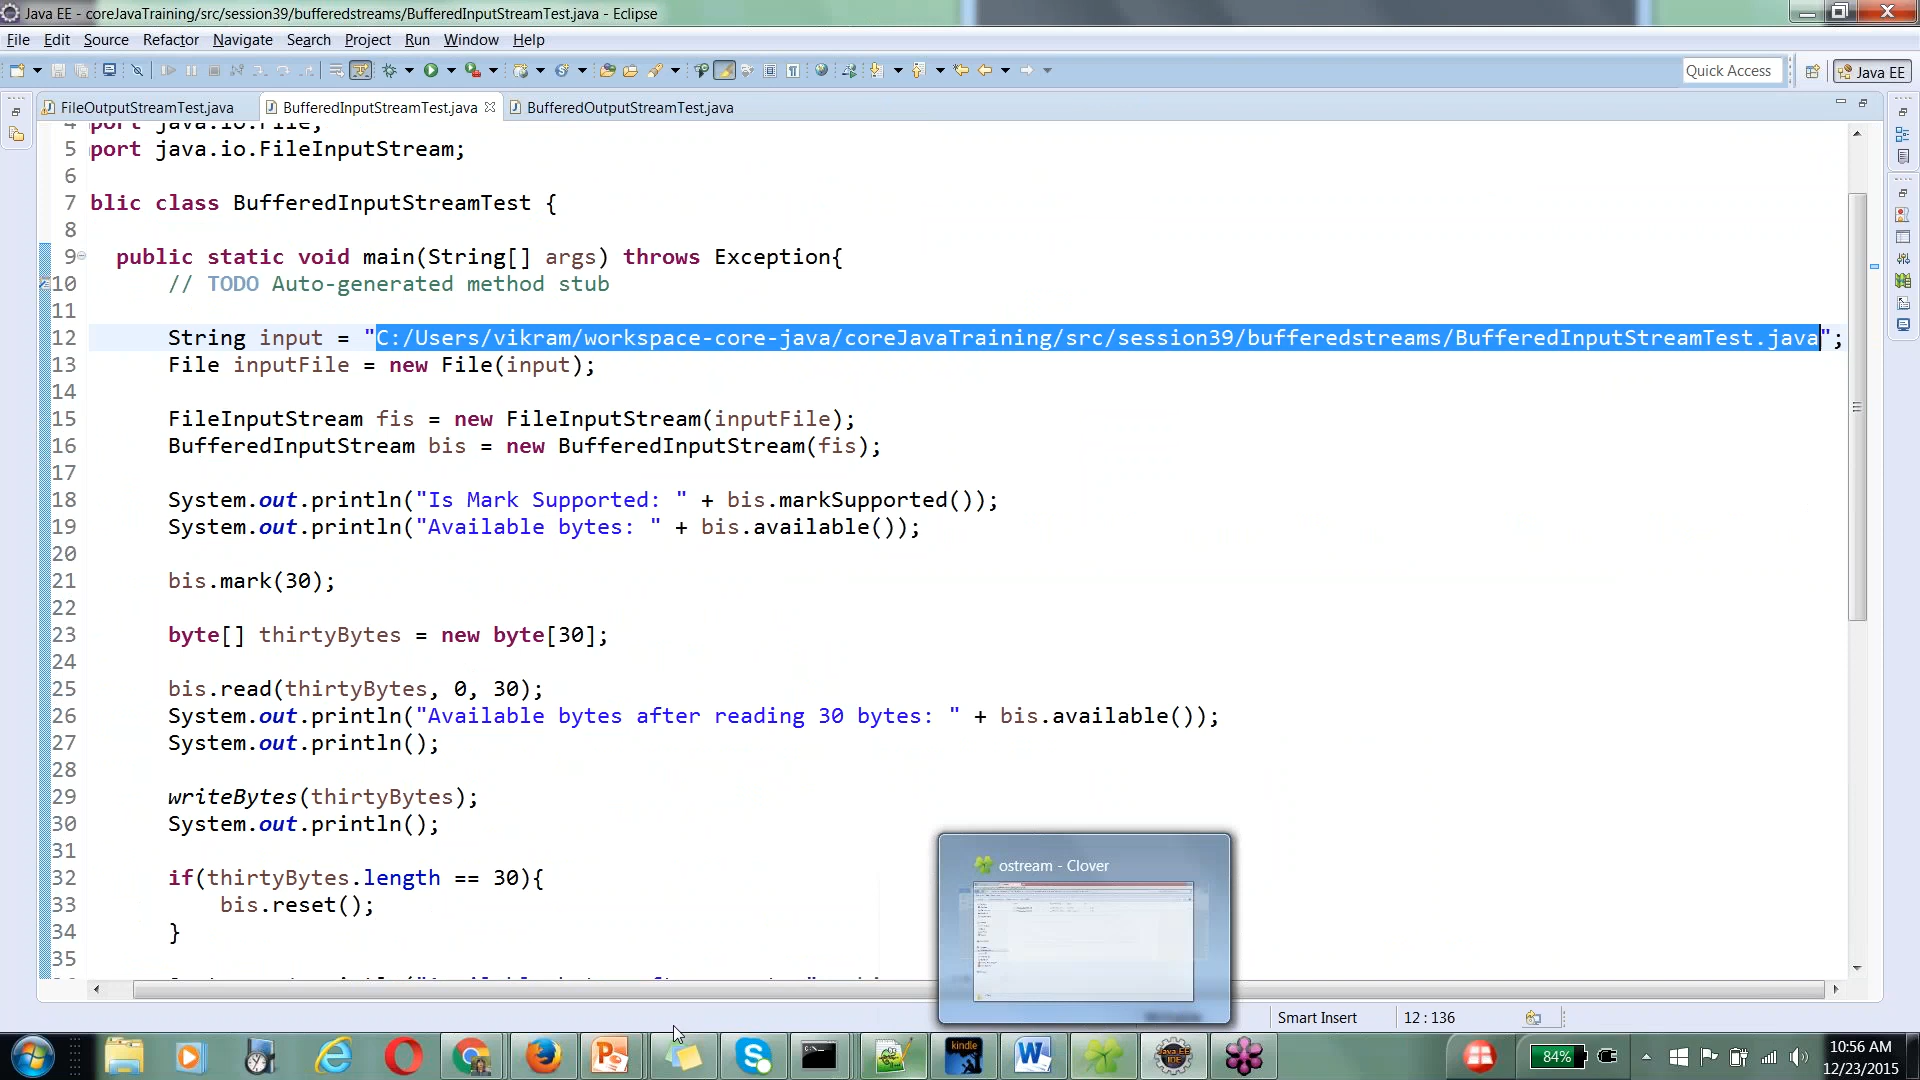 Java EE - coreJavaTraining/src/session39/bufferedstreams/BufferedInputStreamTest.java - Eclipse
File Edit Source Refactor Navigate Search Project Run Window Help
Quick Access
Java EE
FileOutputStreamTest.java
BufferedInputStreamTest.java
BufferedOutputStreamTest.java
4 port java.io.File;
5 port java.io.FileInputStream;
6
7 blic class BufferedInputStreamTest {
8
9 public static void main(String[] args) throws Exception{
10 // TODO Auto-generated method stub
11
12 String input = "C:/Users/vikram/workspace-core-java/coreJavaTraining/src/session39/bufferedstreams/BufferedInputStreamTest.java";
13 File inputFile = new File(input);
14
15 FileInputStream fis = new FileInputStream(inputFile);
16 BufferedInputStream bis = new BufferedInputStream(fis);
17
18 System.out.println("Is Mark Supported: " + bis.markSupported());
19 System.out.println("Available bytes: " + bis.available());
20
21 bis.mark(30);
22
23 byte[] thirtyBytes = new byte[30];
24
25 bis.read(thirtyBytes, 0, 30);
26 System.out.println("Available bytes after reading 30 bytes: " + bis.available());
27 System.out.println();
28
29 writeBytes(thirtyBytes);
30 System.out.println();
31
32 if(thirtyBytes.length == 30){
33 bis.reset();
34 }
35
ostream - Clover
Smart Insert
12 : 136
kindle
Java EE
IDE
84%
10:56 AM
12/23/2015